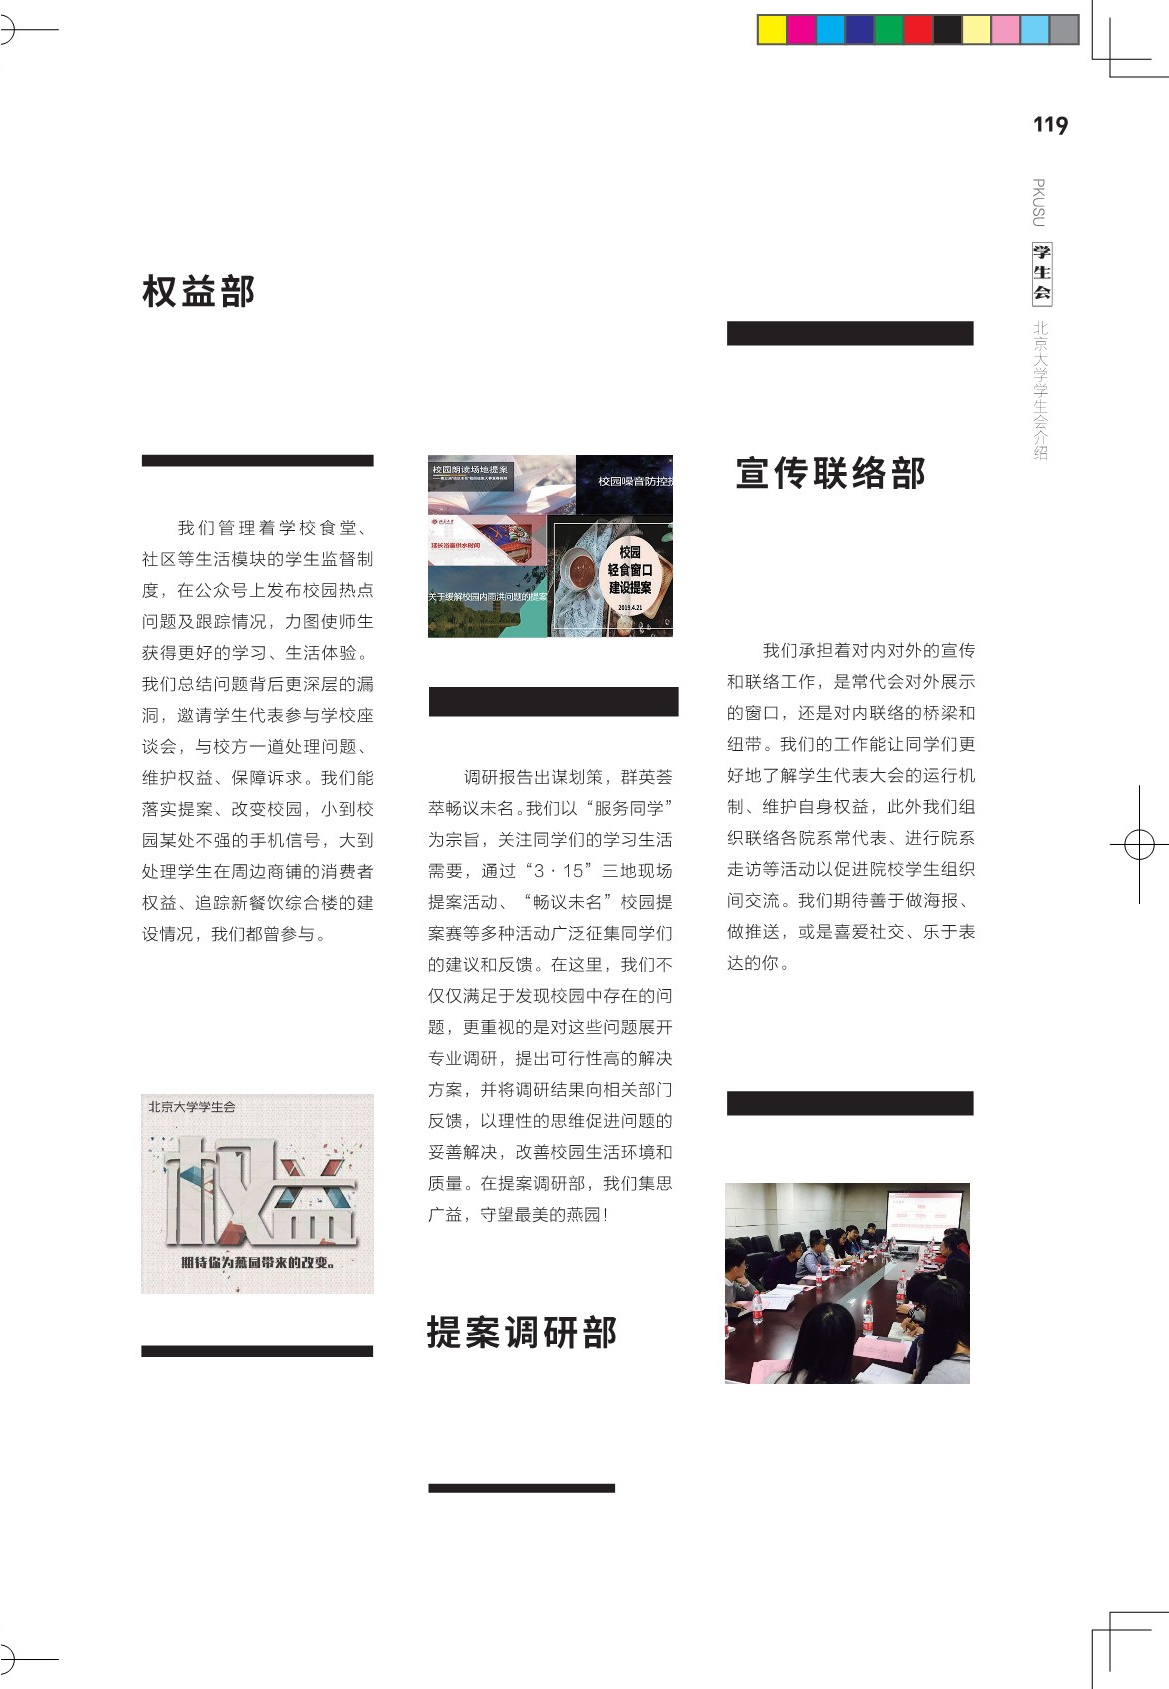 119
PKUSU
学生会
北京大学学生会介绍
权益部
我们管理着学校食堂、
社区等生活模块的学生监督制
度，在公众号上发布校园热点
问题及跟踪情况，力图使师生
获得更好的学习、生活体验。
我们总结问题背后更深层的漏
洞，邀请学生代表参与学校座
谈会，与校方一道处理问题、
维护权益、保障诉求。我们能
落实提案、改变校园，小到校
园某处不强的手机信号，大到
处理学生在周边商铺的消费者
权益、追踪新餐饮综合楼的建
设情况，我们都曾参与。
北京大学学生会
权益
期待你为燕园带来的改变。
校园朗读场地提案
校园噪音防控提
延长浴室供水时间
校园
轻食窗口
建设提案
2019.4.21
关于缓解校园内雨洪问题的提案
调研报告出谋划策，群英荟
萃畅议未名。我们以“服务同学”
为宗旨，关注同学们的学习生活
需要，通过“3·15”三地现场
提案活动、“畅议未名”校园提
案赛等多种活动广泛征集同学们
的建议和反馈。在这里，我们不
仅仅满足于发现校园中存在的问
题，更重视的是对这些问题展开
专业调研，提出可行性高的解决
方案，并将调研结果向相关部门
反馈，以理性的思维促进问题的
妥善解决，改善校园生活环境和
质量。在提案调研部，我们集思
广益，守望最美的燕园！
提案调研部
宣传联络部
我们承担着对内对外的宣传
和联络工作，是常代会对外展示
的窗口，还是对内联络的桥梁和
纽带。我们的工作能让同学们更
好地了解学生代表大会的运行机
制、维护自身权益，此外我们组
织联络各院系常代表、进行院系
走访等活动以促进院校学生组织
间交流。我们期待善于做海报、
做推送，或是喜爱社交、乐于表
达的你。